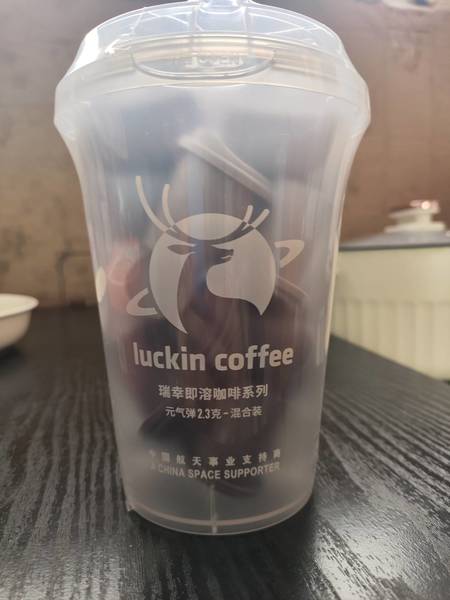 luckin coffee
瑞幸即溶咖啡系列
元气弹 2.3克-混合装
中国航天事业支持商
A CHINA SPACE SUPPORTER